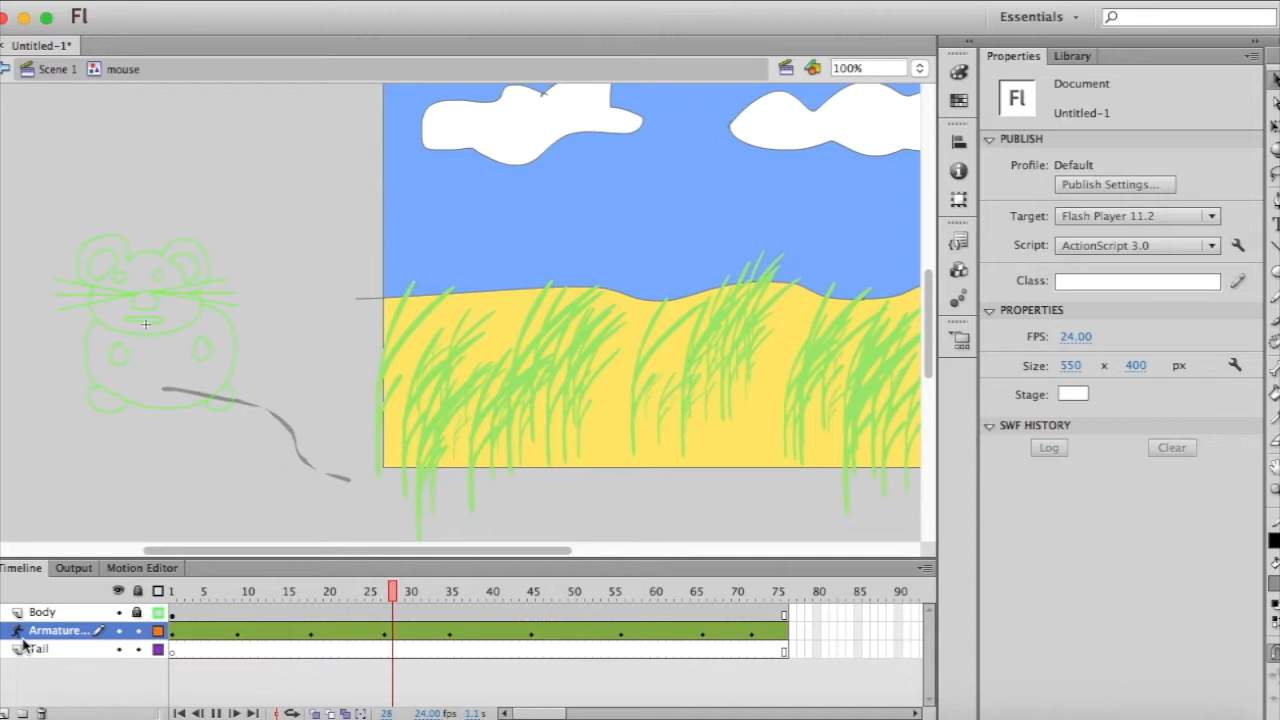 Fl Essentials
Untitled-1*
Scene 1 mouse 100%
Properties Library
Document
Fl
Untitled-1
PUBLISH
Profile: Default
Publish Settings...
Target: Flash Player 11.2
Script: ActionScript 3.0
Class:
PROPERTIES
FPS: 24.00
Size: 550 x 400 px
Stage:
SWF HISTORY
Log Clear
Timeline Output Motion Editor
1 5 10 15 20 25 30 35 40 45 50 55 60 65 70 75 80 85 90
Body
Armature...
Tail
28 24.00 fps 1.1 s